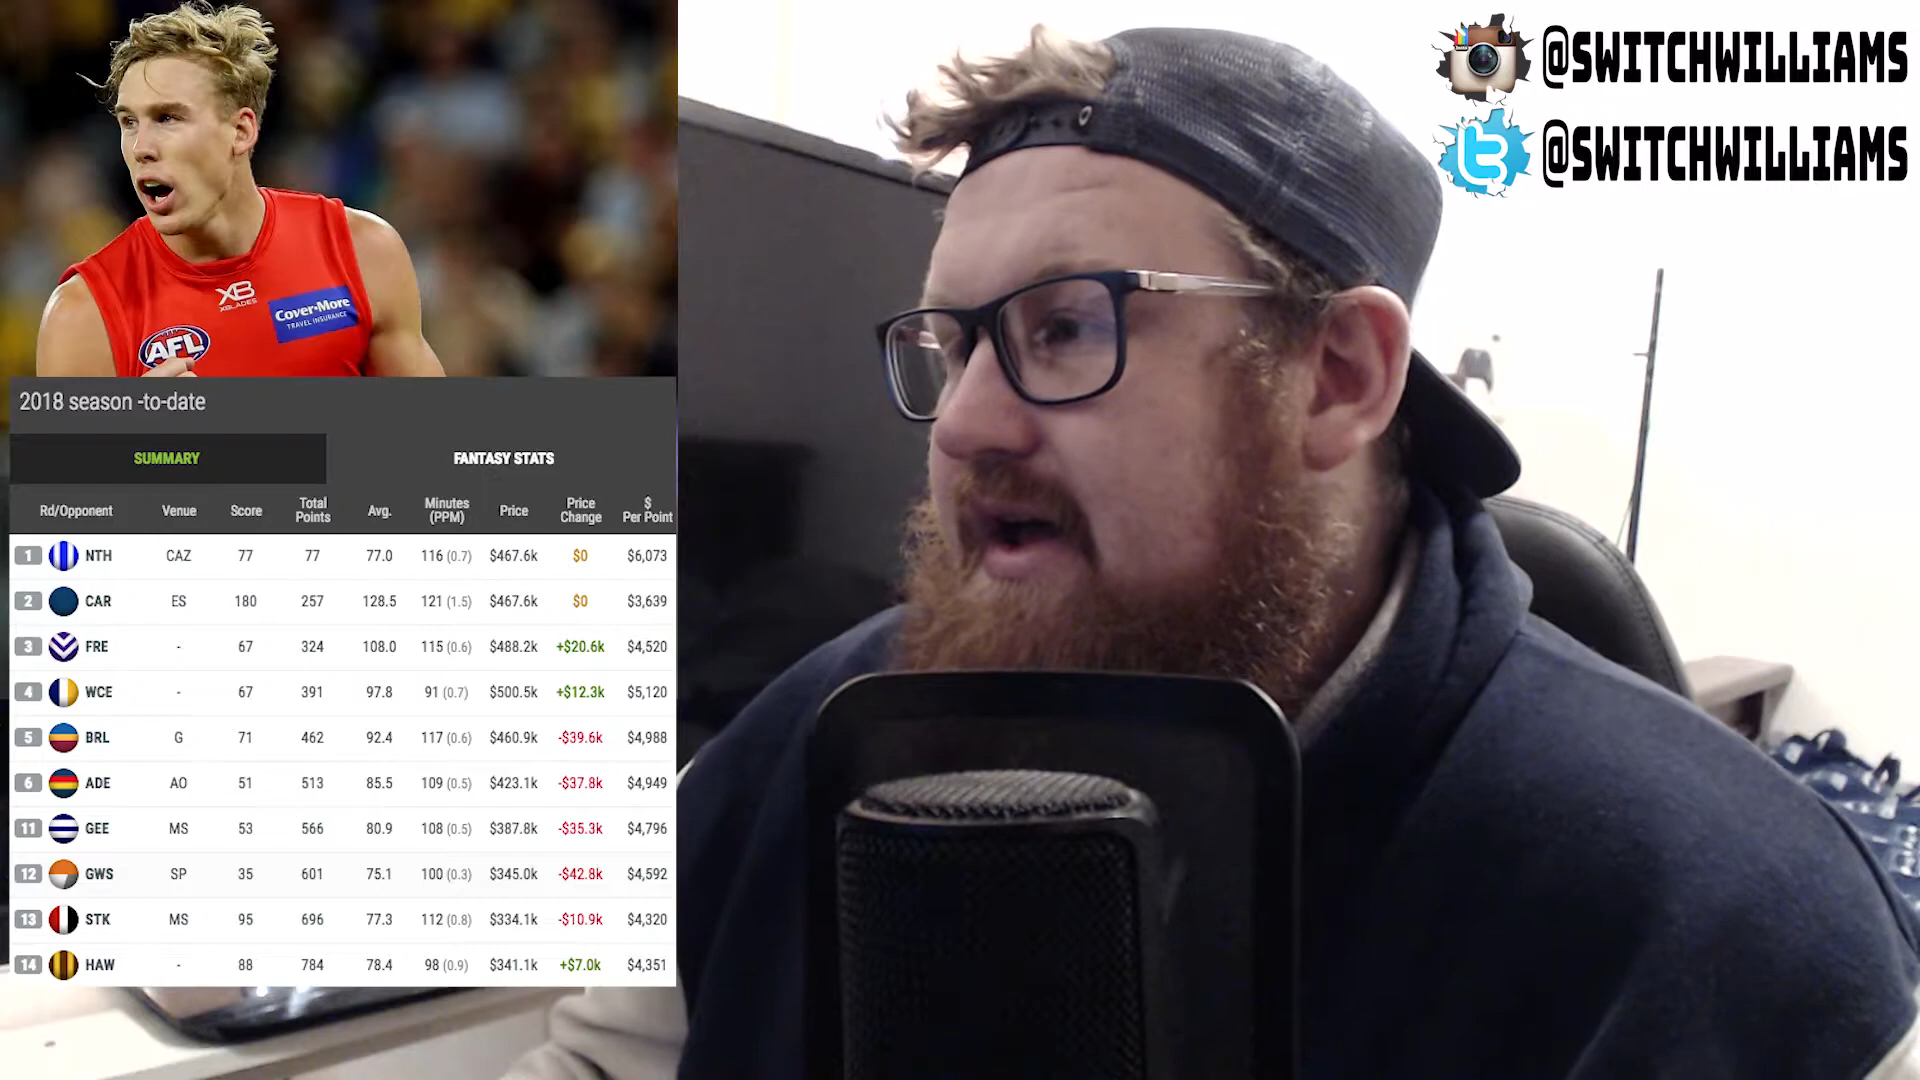 @SWITCHWILLIAMS
@SWITCHWILLIAMS
XB
XBLADES
Cover·More
TRAVEL INSURANCE
AFL
2018 season -to-date
SUMMARY FANTASY STATS
Rd/Opponent Venue Score Total Points Avg. Minutes (PPM) Price Price Change $ Per Point
1 NTH CAZ 77 77 77.0 116 (0.7) $467.6k $0 $6,073
2 CAR ES 180 257 128.5 121 (1.5) $467.6k $0 $3,639
3 FRE - 67 324 108.0 115 (0.6) $488.2k +$20.6k $4,520
4 WCE - 67 391 97.8 91 (0.7) $500.5k +$12.3k $5,120
5 BRL G 71 462 92.4 117 (0.6) $460.9k -$39.6k $4,988
6 ADE AO 51 513 85.5 109 (0.5) $423.1k -$37.8k $4,949
11 GEE MS 53 566 80.9 108 (0.5) $387.8k -$35.3k $4,796
12 GWS SP 35 601 75.1 100 (0.3) $345.0k -$42.8k $4,592
13 STK MS 95 696 77.3 112 (0.8) $334.1k -$10.9k $4,320
14 HAW - 88 784 78.4 98 (0.9) $341.1k +$7.0k $4,351